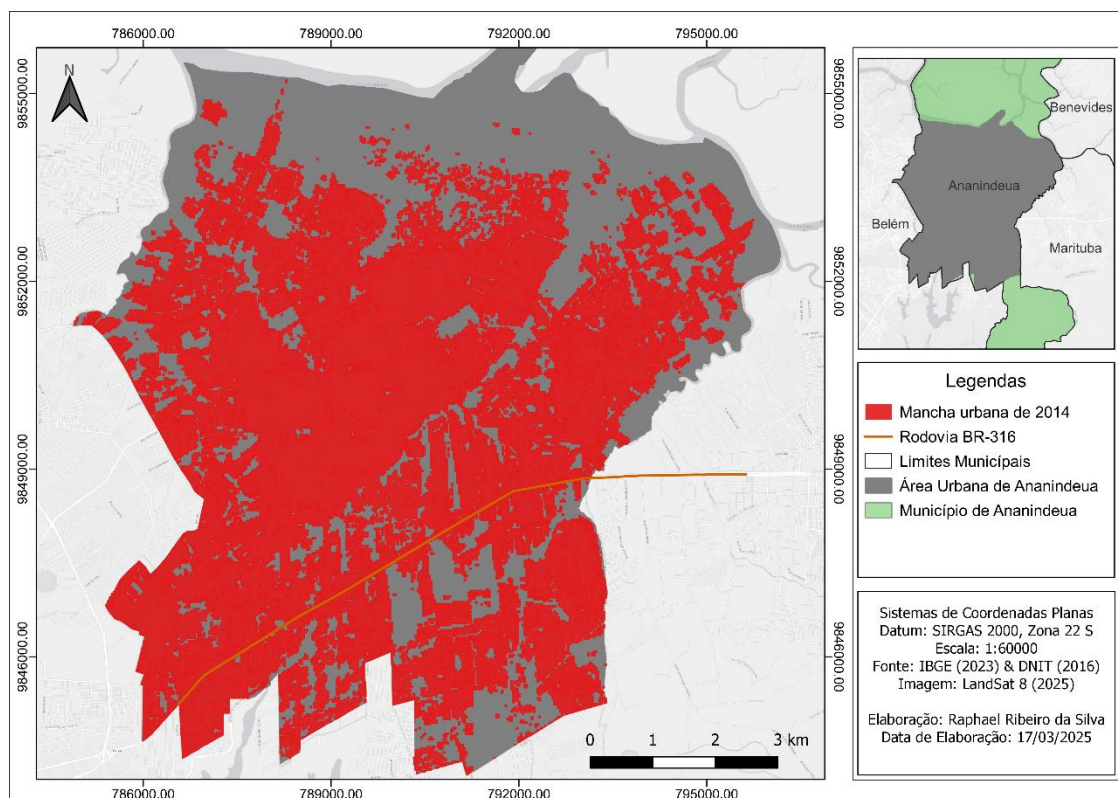 786000.00 789000.00 792000.00 795000.00
9855000.00 9852000.00 9849000.00 9846000.00
N
9855000.00 9852000.00 9849000.00 9846000.00
0 1 2 3 km
786000.00 789000.00 792000.00 795000.00
Benevides
Ananindeua
Belém
Marituba
Legendas
Mancha urbana de 2014
Rodovia BR-316
Limites Municípais
Área Urbana de Ananindeua
Município de Ananindeua
Sistemas de Coordenadas Planas
Datum: SIRGAS 2000, Zona 22 S
Escala: 1:60000
Fonte: IBGE (2023) & DNIT (2016)
Imagem: LandSat 8 (2025)
Elaboração: Raphael Ribeiro da Silva
Data de Elaboração: 17/03/2025